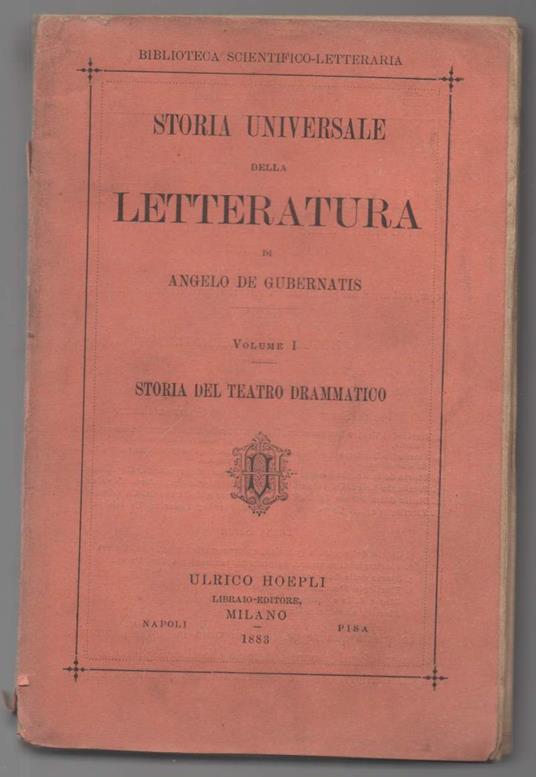 BIBLIOTECA SCIENTIFICO-LETTERARIA
STORIA UNIVERSALE
DELLA
LETTERATURA
DI
ANGELO DE GUBERNATIS
VOLUME I
STORIA DEL TEATRO DRAMMATICO
ULRICO HOEPLI
LIBRAIO-EDITORE,
MILANO
NAPOLI PISA
1883